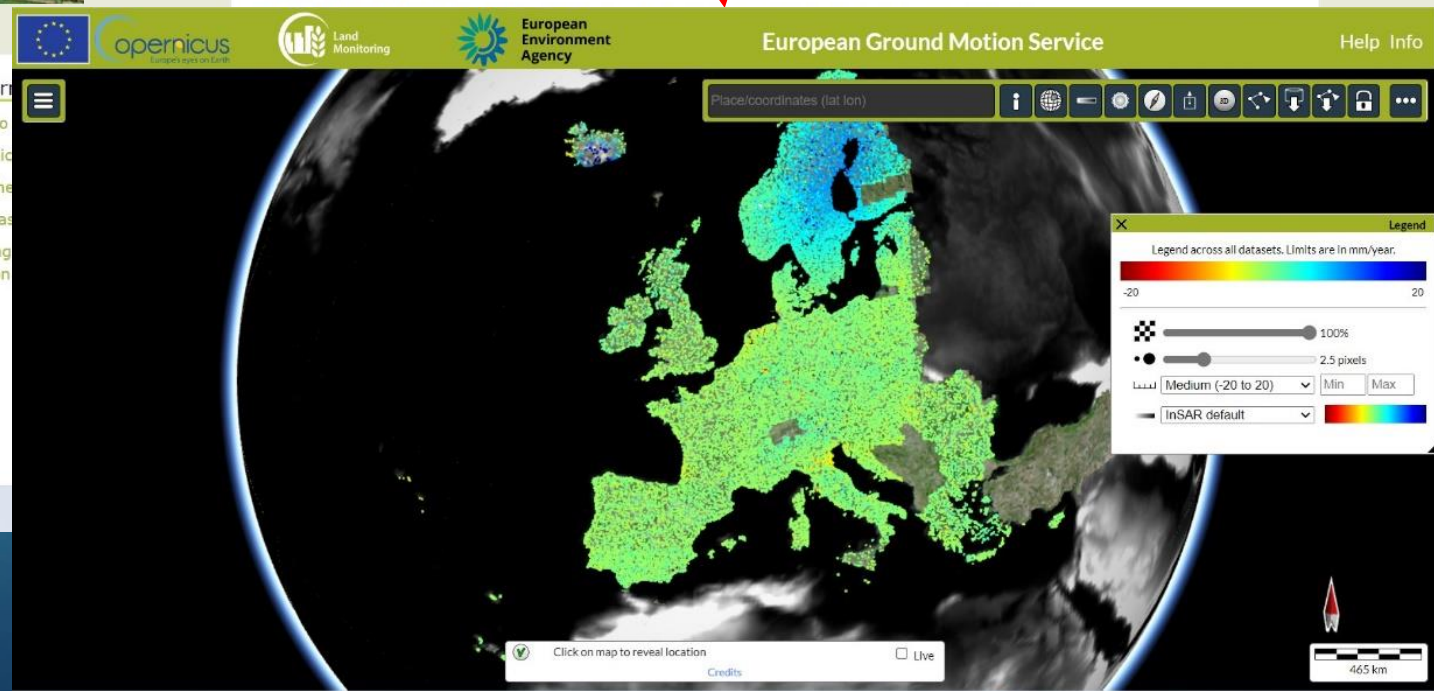 opernicus
Europe's eyes on Earth
Land
Monitoring
European
Environment
Agency
European Ground Motion Service
Help Info
Place/coordinates (lat lon)
3D
Legend
Legend across all datasets. Limits are in mm/year.
-20 20
100%
2.5 pixels
Medium (-20 to 20) Min Max
InSAR default
Click on map to reveal location Live
Credits
465 km